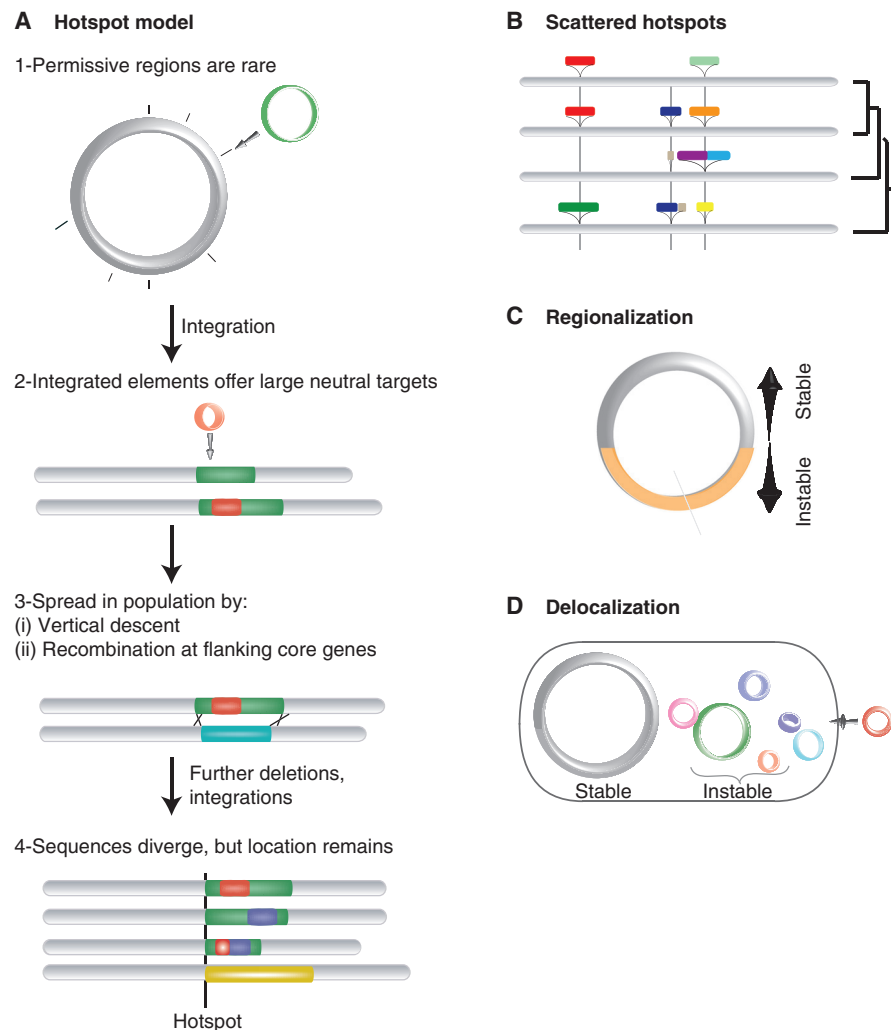 A Hotspot model
1-Permissive regions are rare
Integration
2-Integrated elements offer large neutral targets
3-Spread in population by:
(i) Vertical descent
(ii) Recombination at flanking core genes
Further deletions,
integrations
4-Sequences diverge, but location remains
Hotspot
B Scattered hotspots
C Regionalization
Stable
Instable
D Delocalization
Stable
Instable